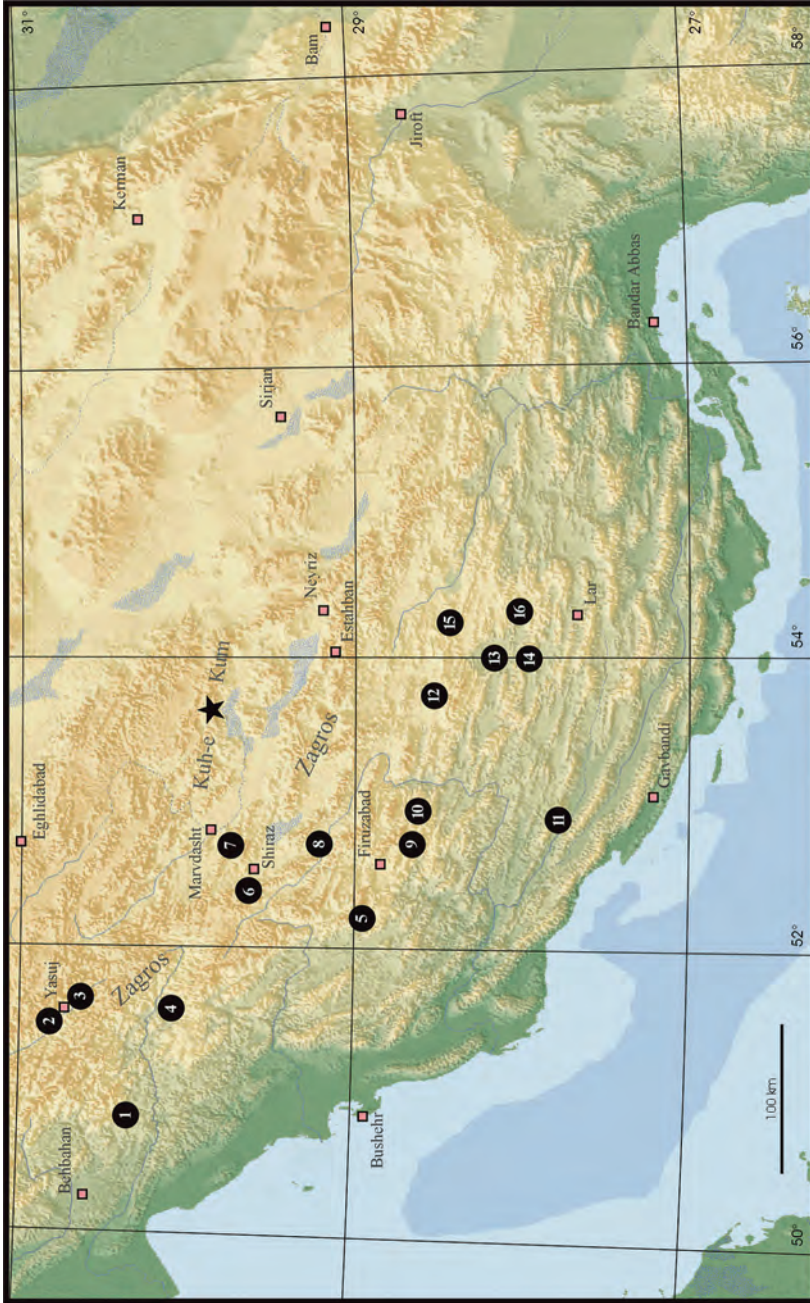 31°
Eghlidabad
2
Yasuj
Behbahan
3
Kerman
1
Zagros
4
Marvdasht
Kuh-e Kum
7
6
Shiraz
Sirjan
Neyriz
Bam
Zagros
8
Estahban
5
29°
Firuzabad
Bushehr
9
10
Jiroft
12
15
13
16
14
11
Lar
Bandar Abbas
Gavbandi
27°
100 km
50°
52°
54°
56°
58°